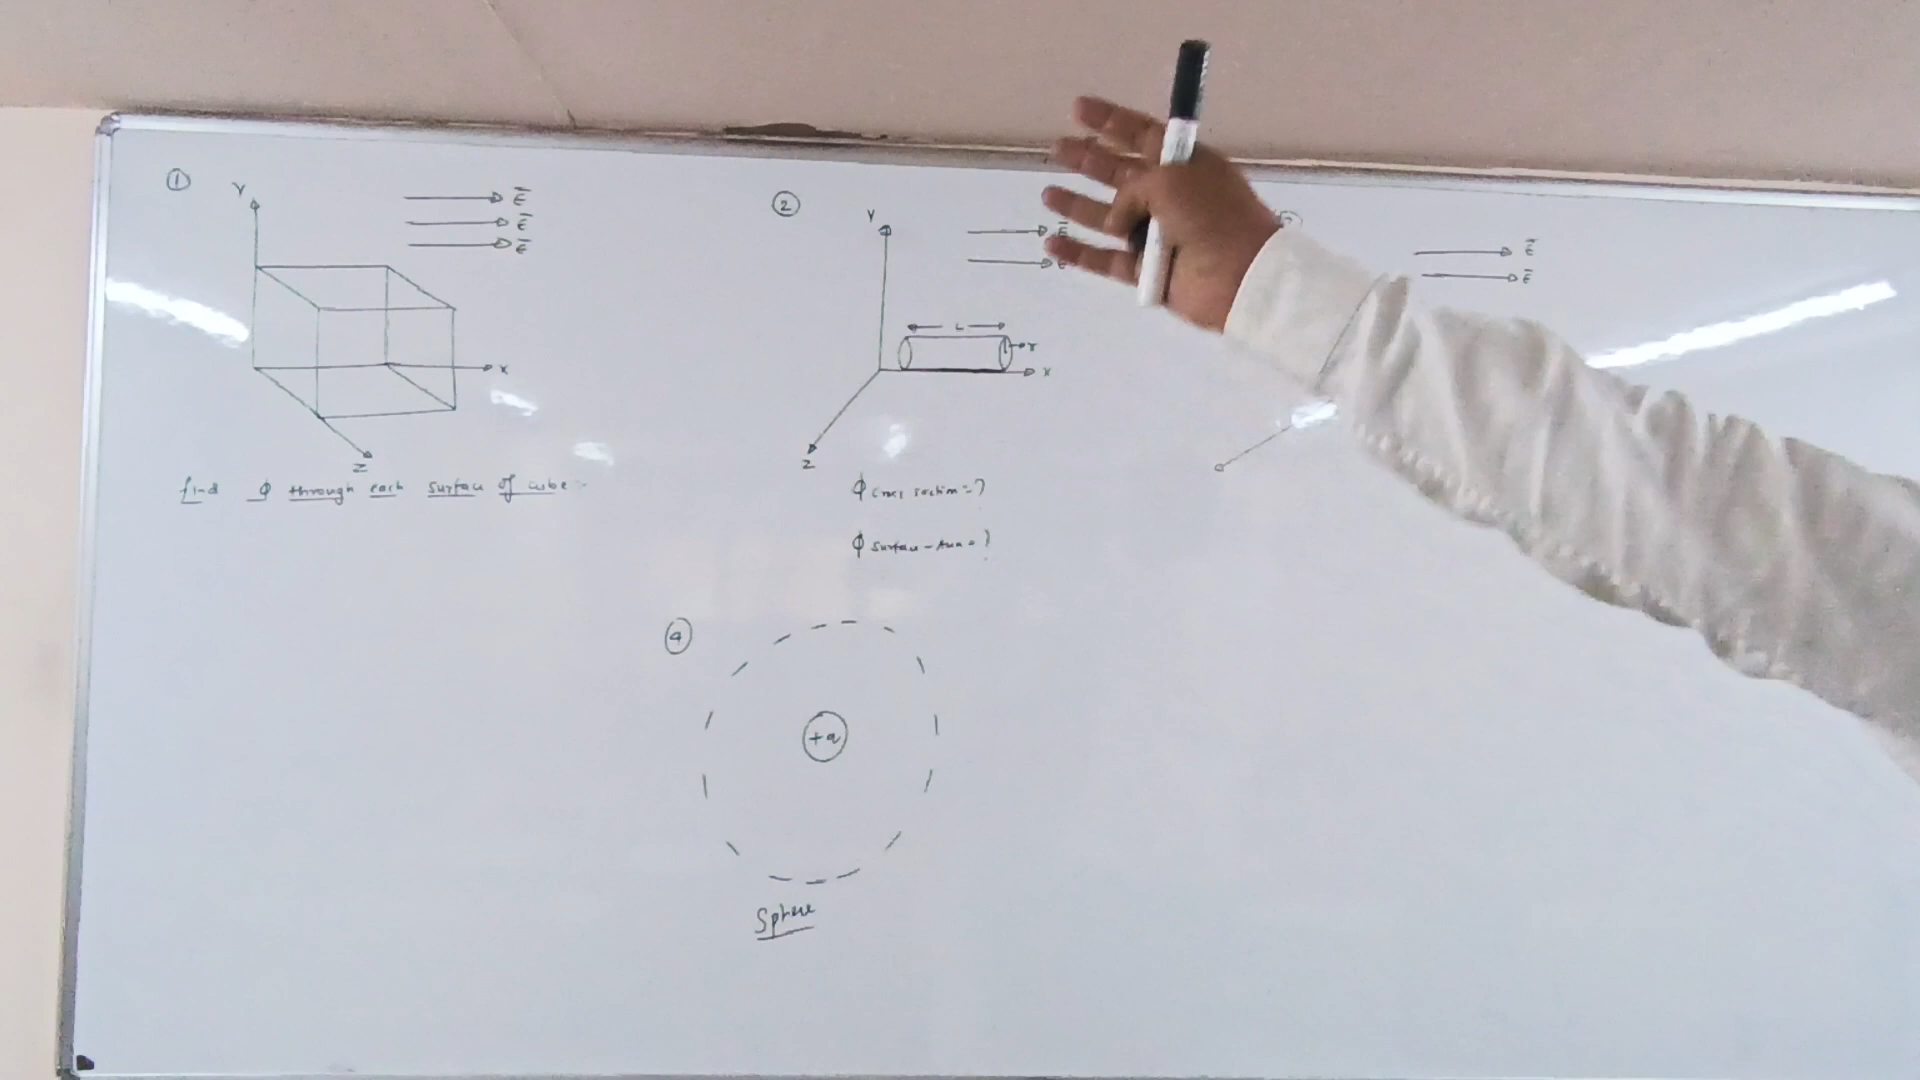 ①
Y
E
E
E
X
Z
find ϕ through each surface of cube :-
②
Y
E
E
L
r
X
Z
ϕ cross section = ?
ϕ surface - Area = ?
E
E
④
+q
Sphere